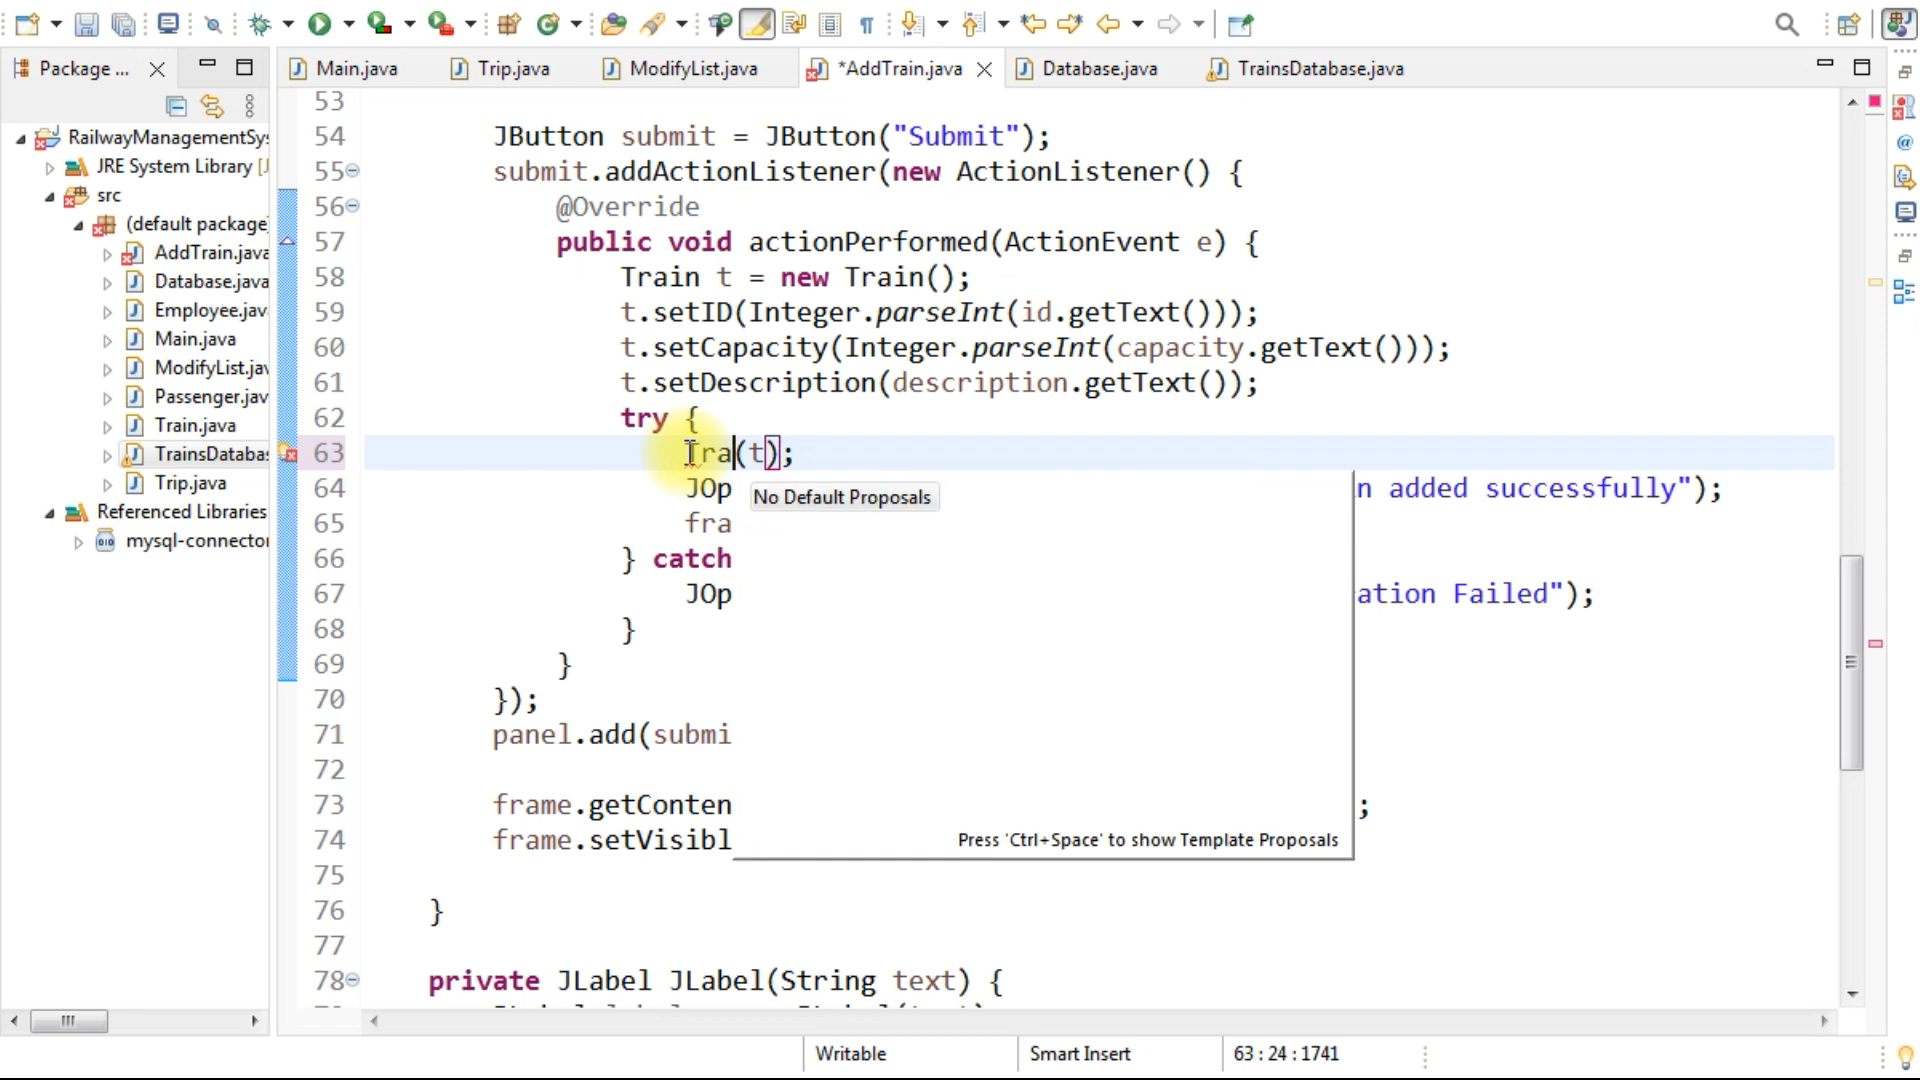 Package ...
Main.java
Trip.java
ModifyList.java
*AddTrain.java
Database.java
TrainsDatabase.java
RailwayManagementSys
JRE System Library [J
src
(default package)
AddTrain.java
Database.java
Employee.jav
Main.java
ModifyList.jav
Passenger.jav
Train.java
TrainsDatabas
Trip.java
Referenced Libraries
mysql-connector
53
54 JButton submit = JButton("Submit");
55 submit.addActionListener(new ActionListener() {
56 @Override
57 public void actionPerformed(ActionEvent e) {
58 Train t = new Train();
59 t.setID(Integer.parseInt(id.getText()));
60 t.setCapacity(Integer.parseInt(capacity.getText()));
61 t.setDescription(description.getText());
62 try {
63 Tra(t);
64 JOp n added successfully");
No Default Proposals
65 fra
66 } catch
67 JOp ation Failed");
68 }
69 }
70 });
71 panel.add(submi
72
73 frame.getConten ;
74 frame.setVisibl
Press 'Ctrl+Space' to show Template Proposals
75
76 }
77
78 private JLabel JLabel(String text) {
Writable
Smart Insert
63 : 24 : 1741